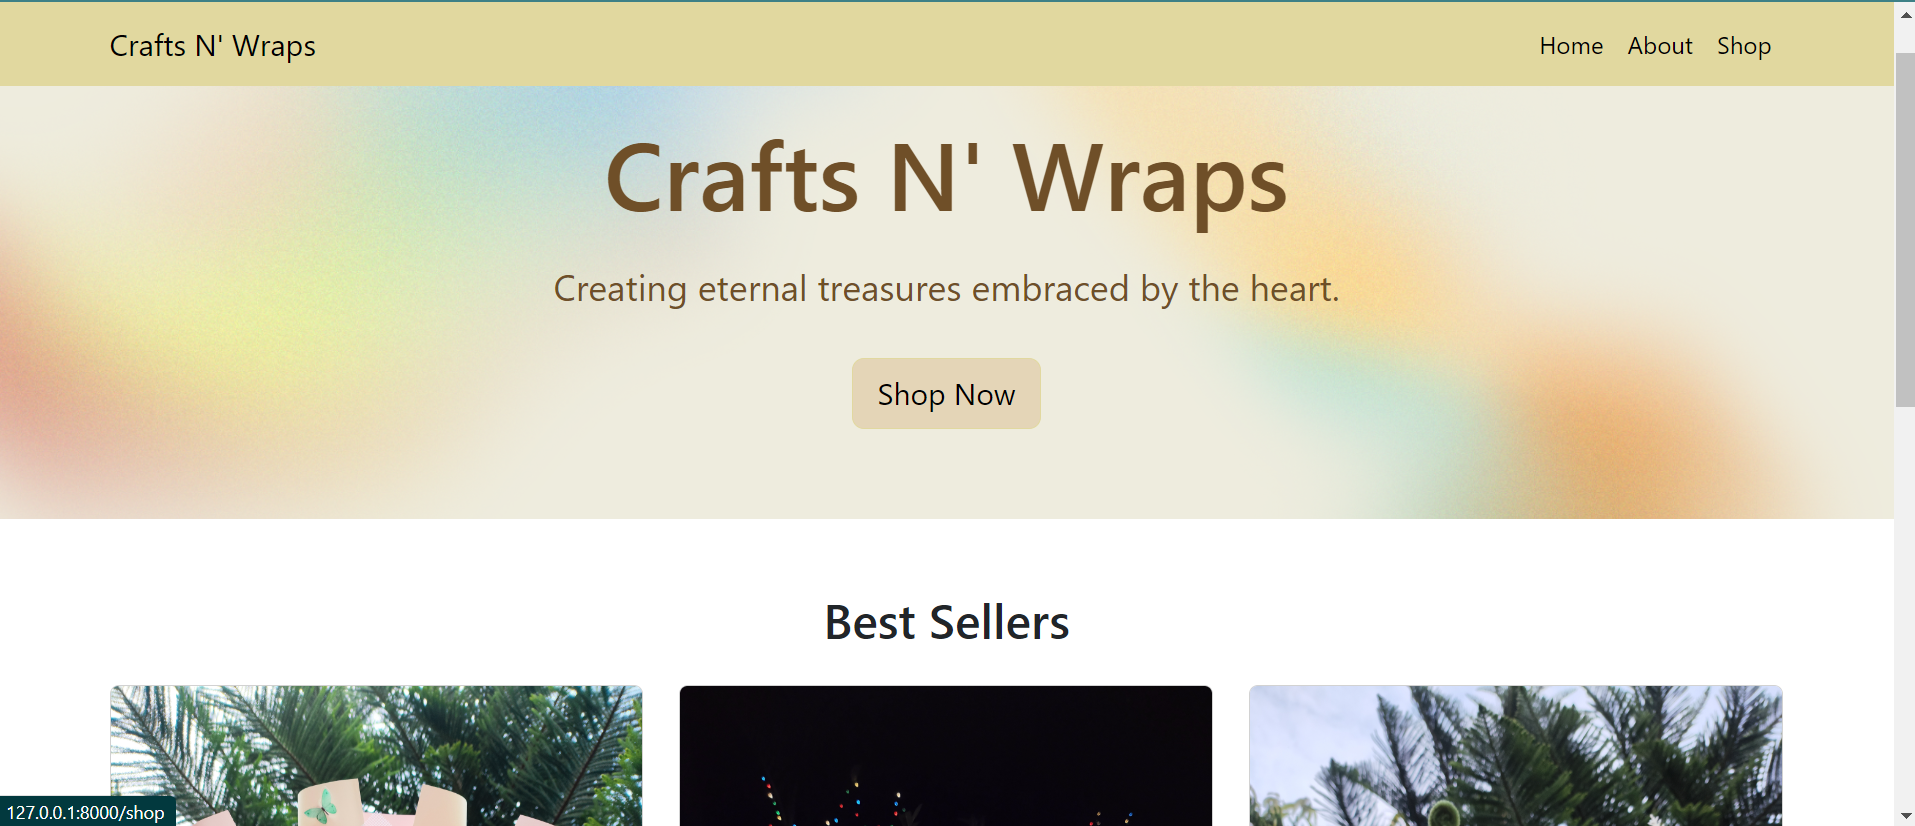 Crafts N' Wraps
Home About Shop
Crafts N' Wraps
Creating eternal treasures embraced by the heart.
Shop Now
Best Sellers
127.0.0.1:8000/shop